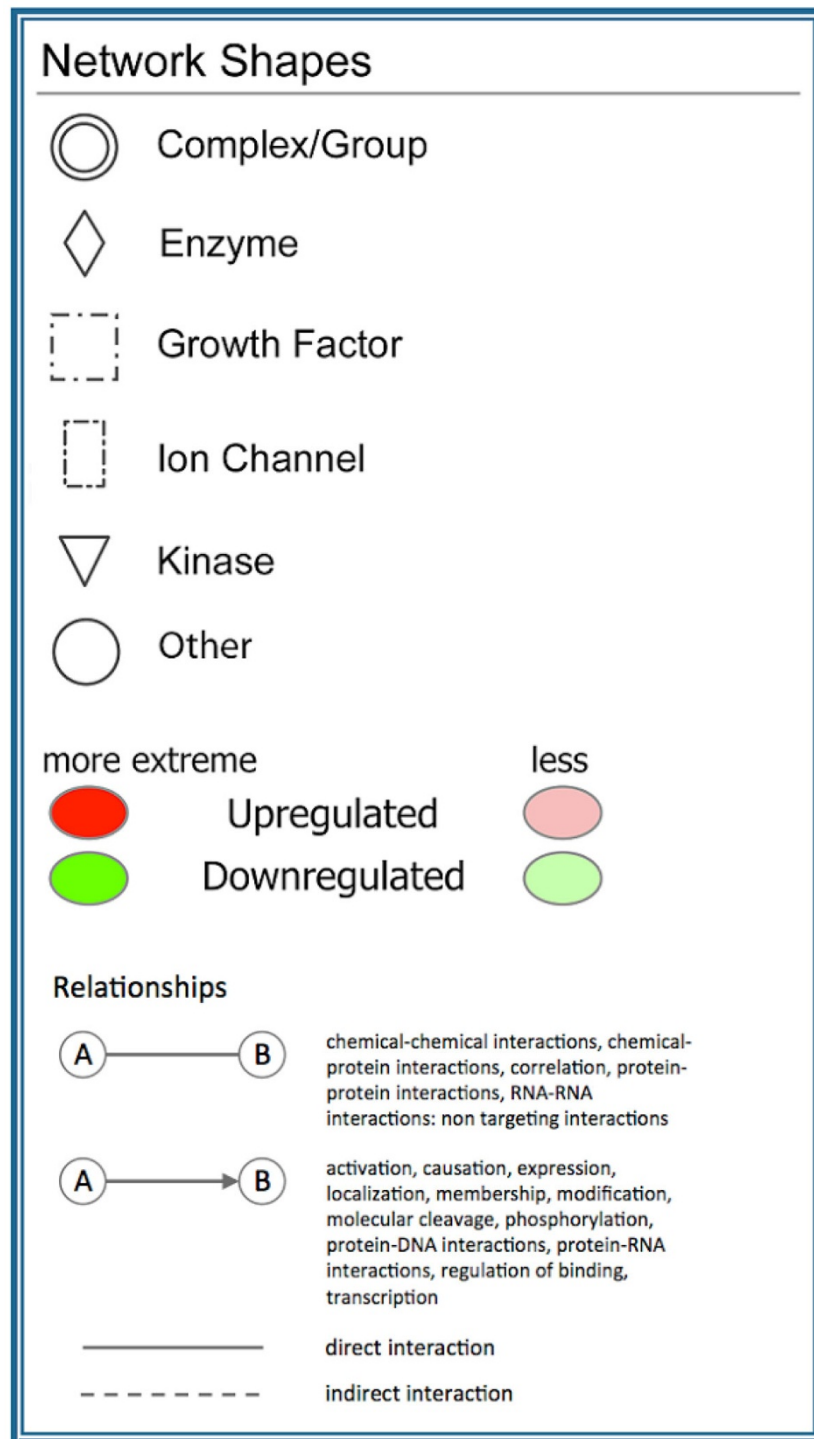 Network Shapes
Complex/Group
Enzyme
Growth Factor
Ion Channel
Kinase
Other
more extreme less
Upregulated
Downregulated
Relationships
A B chemical-chemical interactions, chemical-
protein interactions, correlation, protein-
protein interactions, RNA-RNA
interactions: non targeting interactions
A B activation, causation, expression,
localization, membership, modification,
molecular cleavage, phosphorylation,
protein-DNA interactions, protein-RNA
interactions, regulation of binding,
transcription
direct interaction
indirect interaction